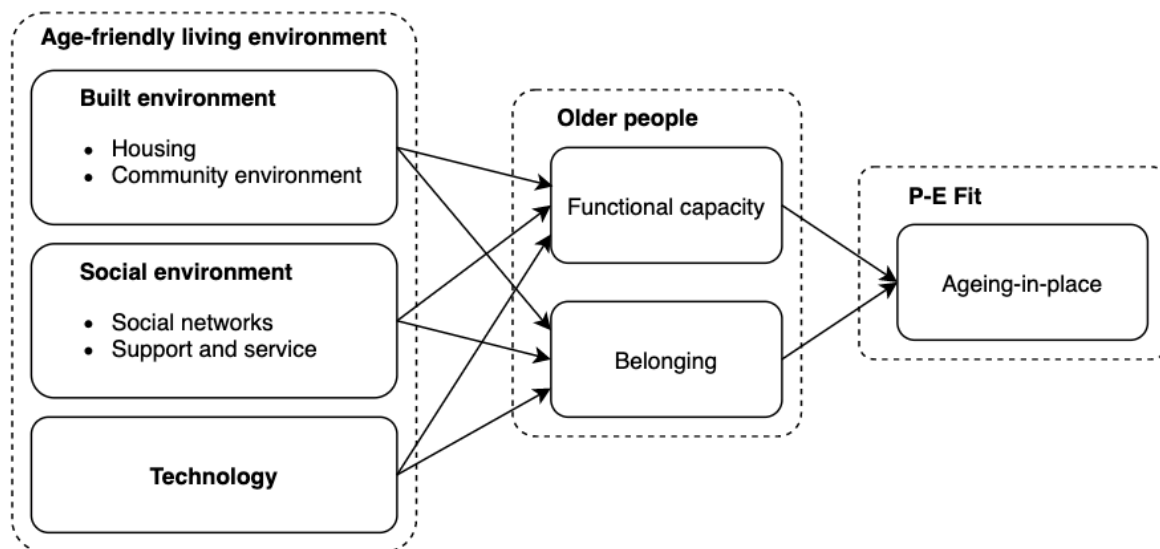 Age-friendly living environment
Built environment
• Housing
• Community environment
Social environment
• Social networks
• Support and service
Technology
Older people
Functional capacity
Belonging
P-E Fit
Ageing-in-place